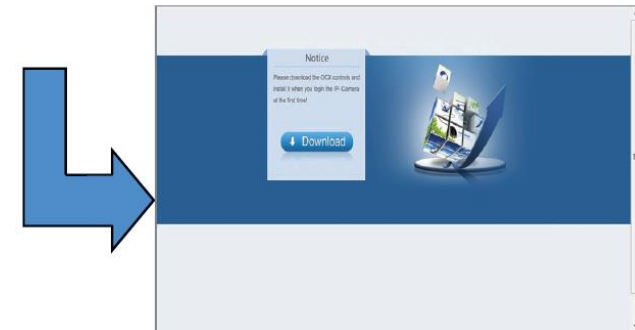 Notice
Please download the OCX controls and
install it when you login the IP-Camera
at the first time!
Download